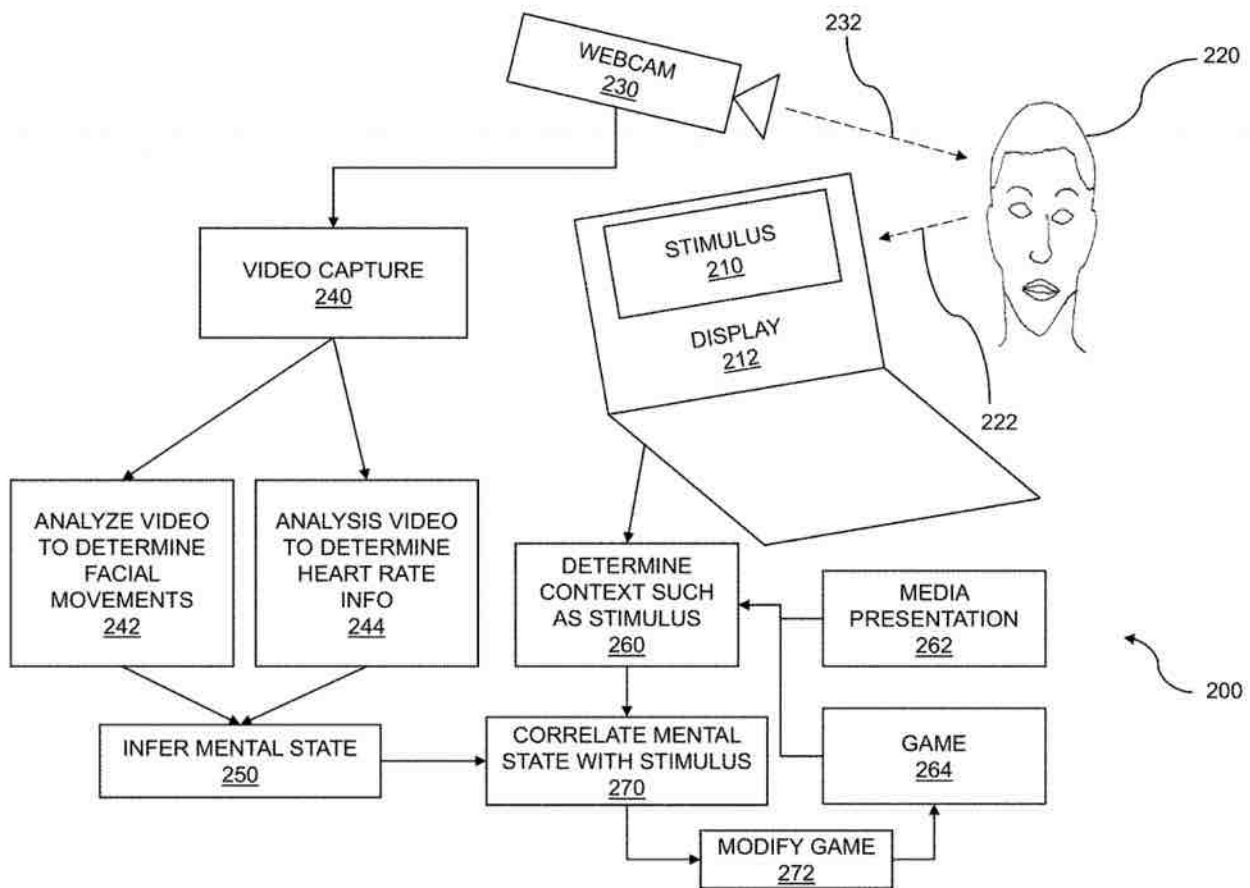 WEBCAM
230
232
220
STIMULUS
210
DISPLAY
212
222
VIDEO CAPTURE
240
ANALYZE VIDEO
TO DETERMINE
FACIAL
MOVEMENTS
242
ANALYSIS VIDEO
TO DETERMINE
HEART RATE
INFO
244
DETERMINE
CONTEXT SUCH
AS STIMULUS
260
MEDIA
PRESENTATION
262
200
INFER MENTAL STATE
250
CORRELATE MENTAL
STATE WITH STIMULUS
270
GAME
264
MODIFY GAME
272